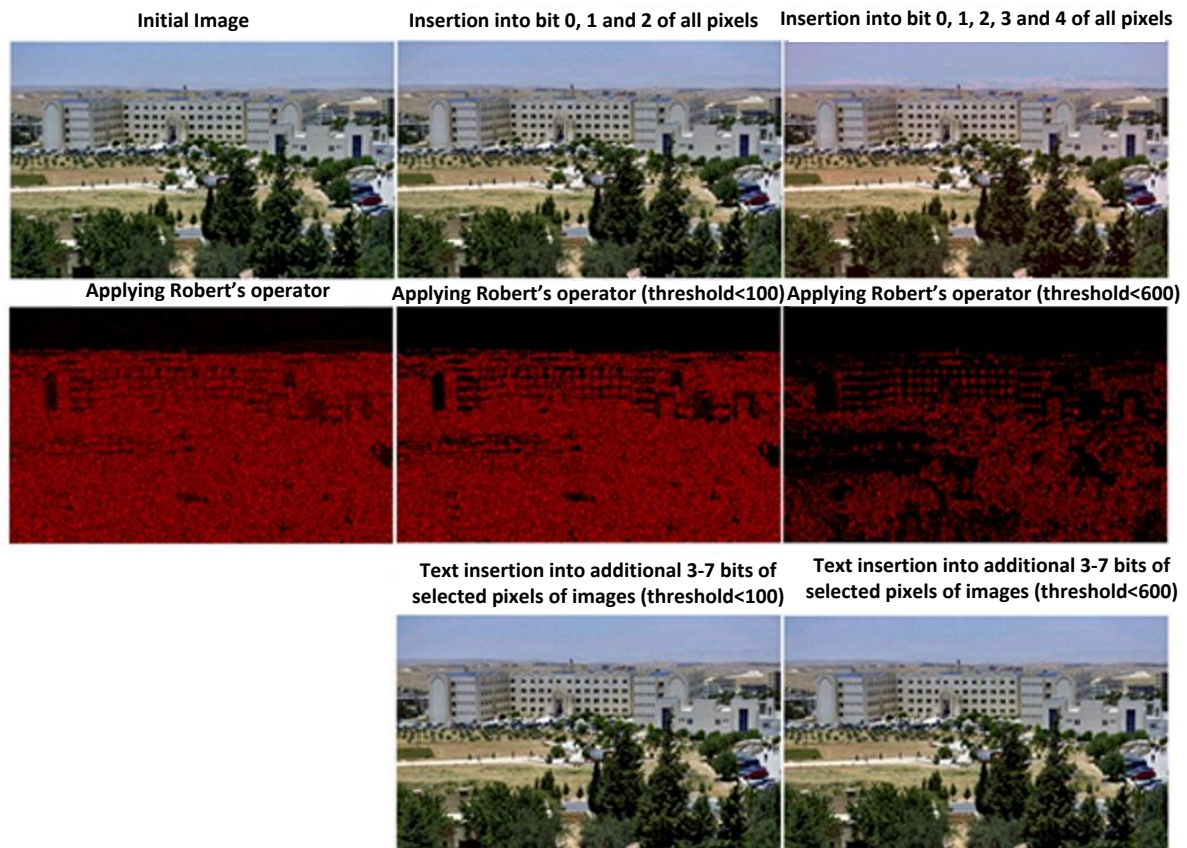 Initial Image
Insertion into bit 0, 1 and 2 of all pixels
Insertion into bit 0, 1, 2, 3 and 4 of all pixels
Applying Robert’s operator
Applying Robert’s operator (threshold<100)
Applying Robert’s operator (threshold<600)
Text insertion into additional 3-7 bits of
selected pixels of images (threshold<100)
Text insertion into additional 3-7 bits of
selected pixels of images (threshold<600)